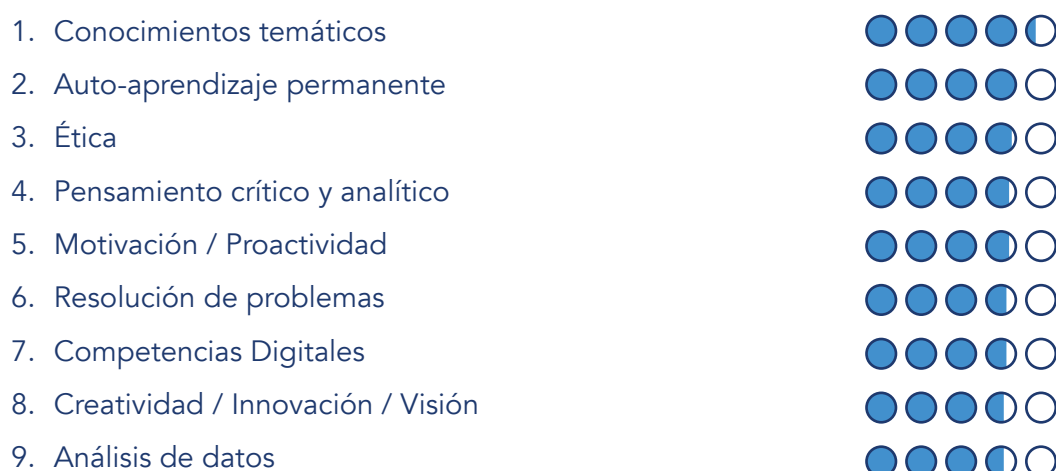 1. Conocimientos temáticos
2. Auto-aprendizaje permanente
3. Ética
4. Pensamiento crítico y analítico
5. Motivación / Proactividad
6. Resolución de problemas
7. Competencias Digitales
8. Creatividad / Innovación / Visión
9. Análisis de datos